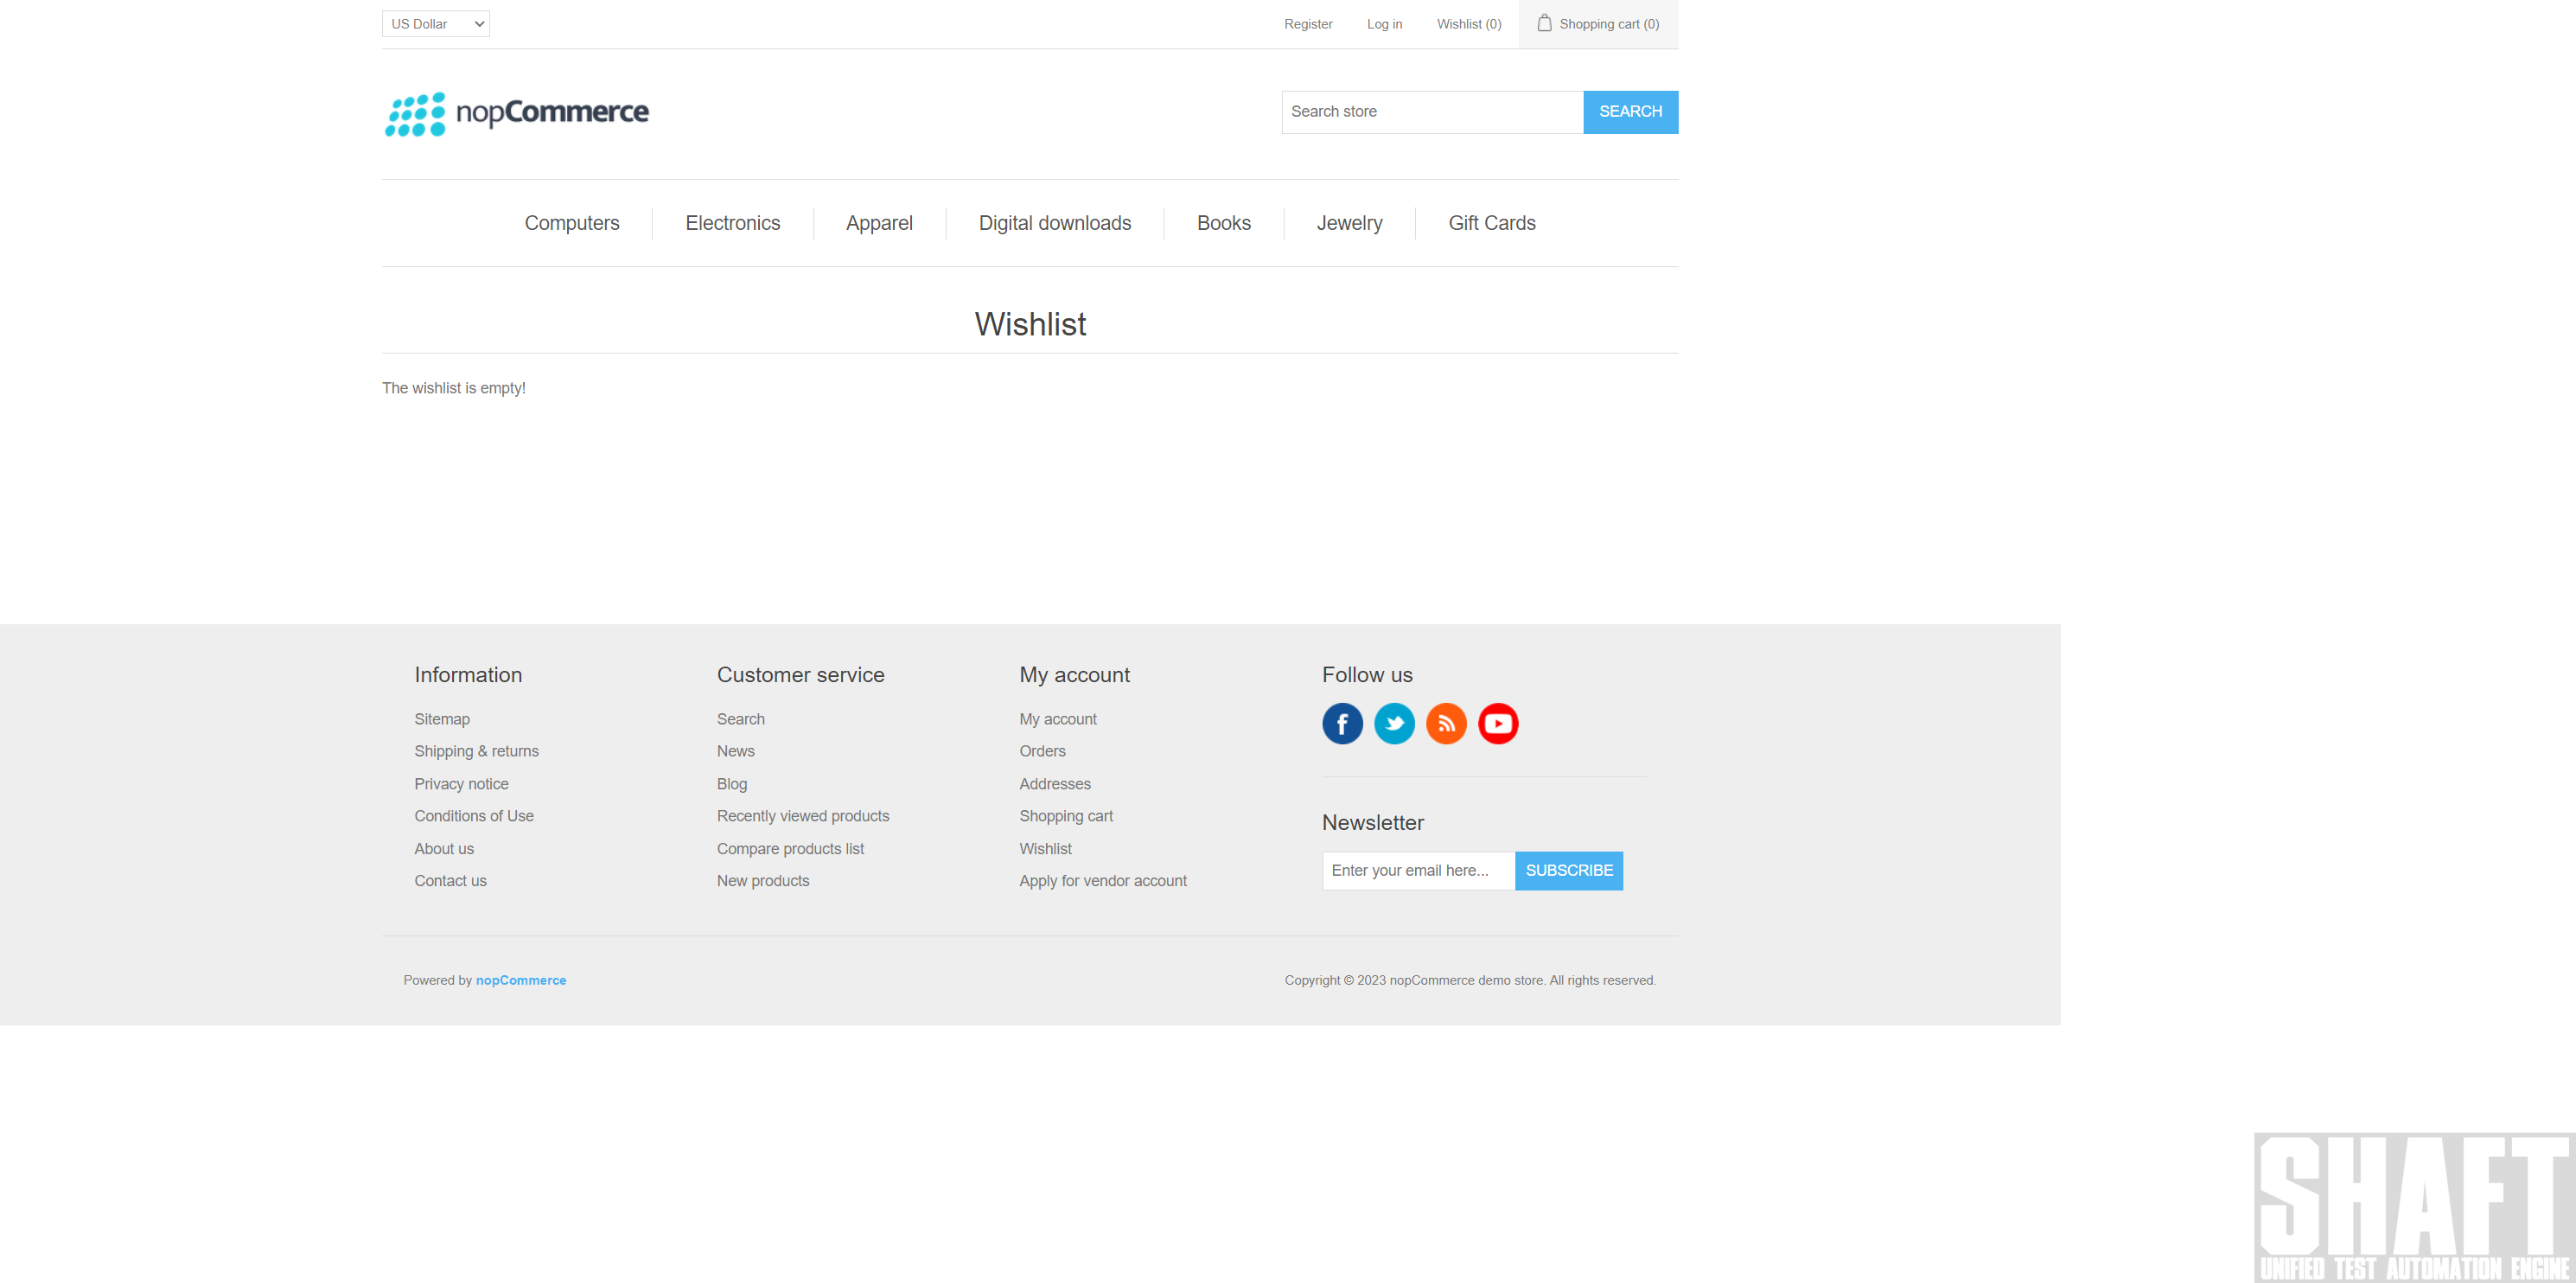 US Dollar
Register
Log in
Wishlist (0)
Shopping cart (0)
nopCommerce
Search store
SEARCH
Computers
Electronics
Apparel
Digital downloads
Books
Jewelry
Gift Cards
Wishlist
The wishlist is empty!
Information
Sitemap
Shipping & returns
Privacy notice
Conditions of Use
About us
Contact us
Customer service
Search
News
Blog
Recently viewed products
Compare products list
New products
My account
My account
Orders
Addresses
Shopping cart
Wishlist
Apply for vendor account
Follow us
Newsletter
Enter your email here...
SUBSCRIBE
Powered by nopCommerce
Copyright © 2023 nopCommerce demo store. All rights reserved.
SHAFT
UNIFIED TEST AUTOMATION ENGINE